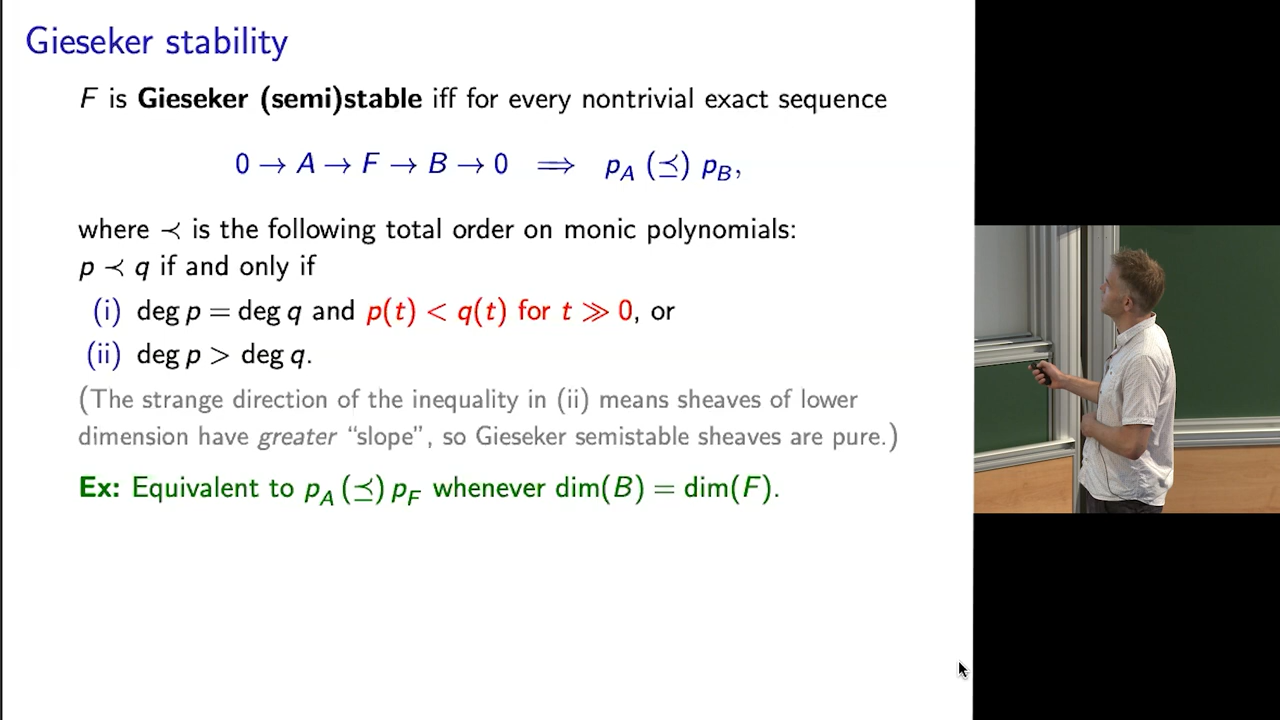 Gieseker stability
F is Gieseker (semi)stable iff for every nontrivial exact sequence
0 → A → F → B → 0 ⟹ p_A (⪯) p_B,
where ≺ is the following total order on monic polynomials:
p ≺ q if and only if
(i) deg p = deg q and p(t) < q(t) for t ≫ 0, or
(ii) deg p > deg q.
(The strange direction of the inequality in (ii) means sheaves of lower
dimension have greater “slope”, so Gieseker semistable sheaves are pure.)
Ex: Equivalent to p_A (⪯) p_F whenever dim(B) = dim(F).